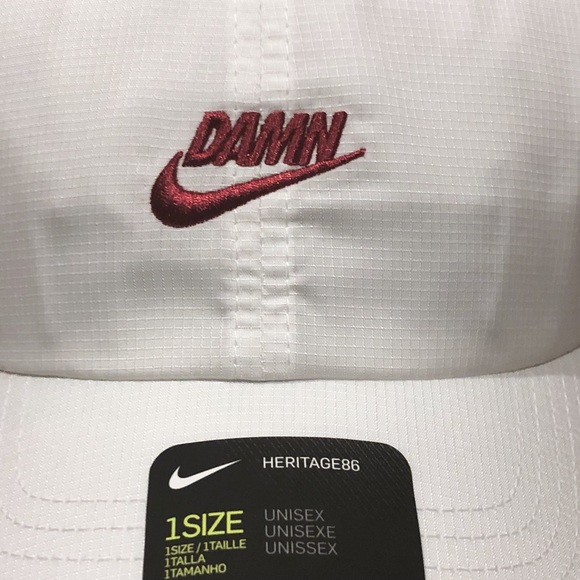 DAMN
HERITAGE86
1SIZE
1SIZE / 1TAILLE
1TALLA
1TAMANHO
UNISEX
UNISEXE
UNISSEX